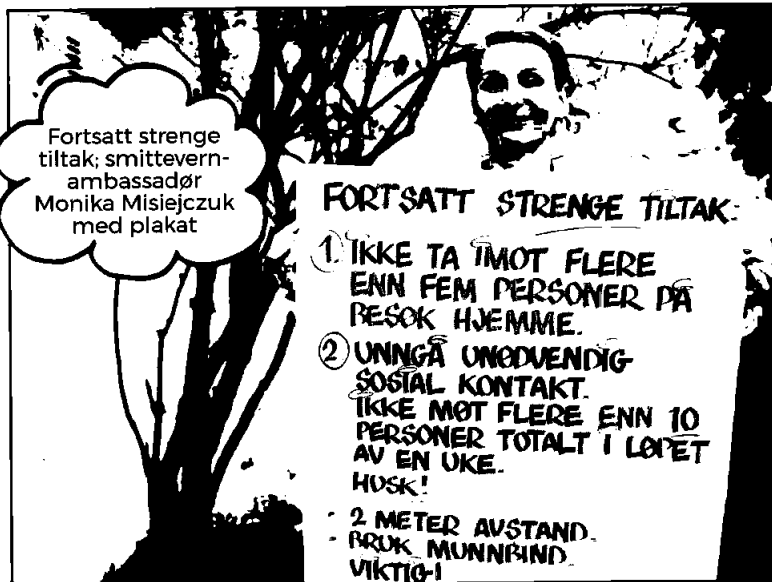 Fortsatt strenge
tiltak; smittevern-
ambassadør
Monika Misiejczuk
med plakat
FORTSATT STRENGE TILTAK:
1. IKKE TA IMOT FLERE
ENN FEM PERSONER PÅ
BESØK HJEMME.
2 UNNGÅ UNØDVENDIG
SOSIAL KONTAKT.
IKKE MØT FLERE ENN 10
PERSONER TOTALT I LØPET
AV EN UKE.
HUSK!
- 2 METER AVSTAND.
- BRUK MUNNBIND
VIKTIG!